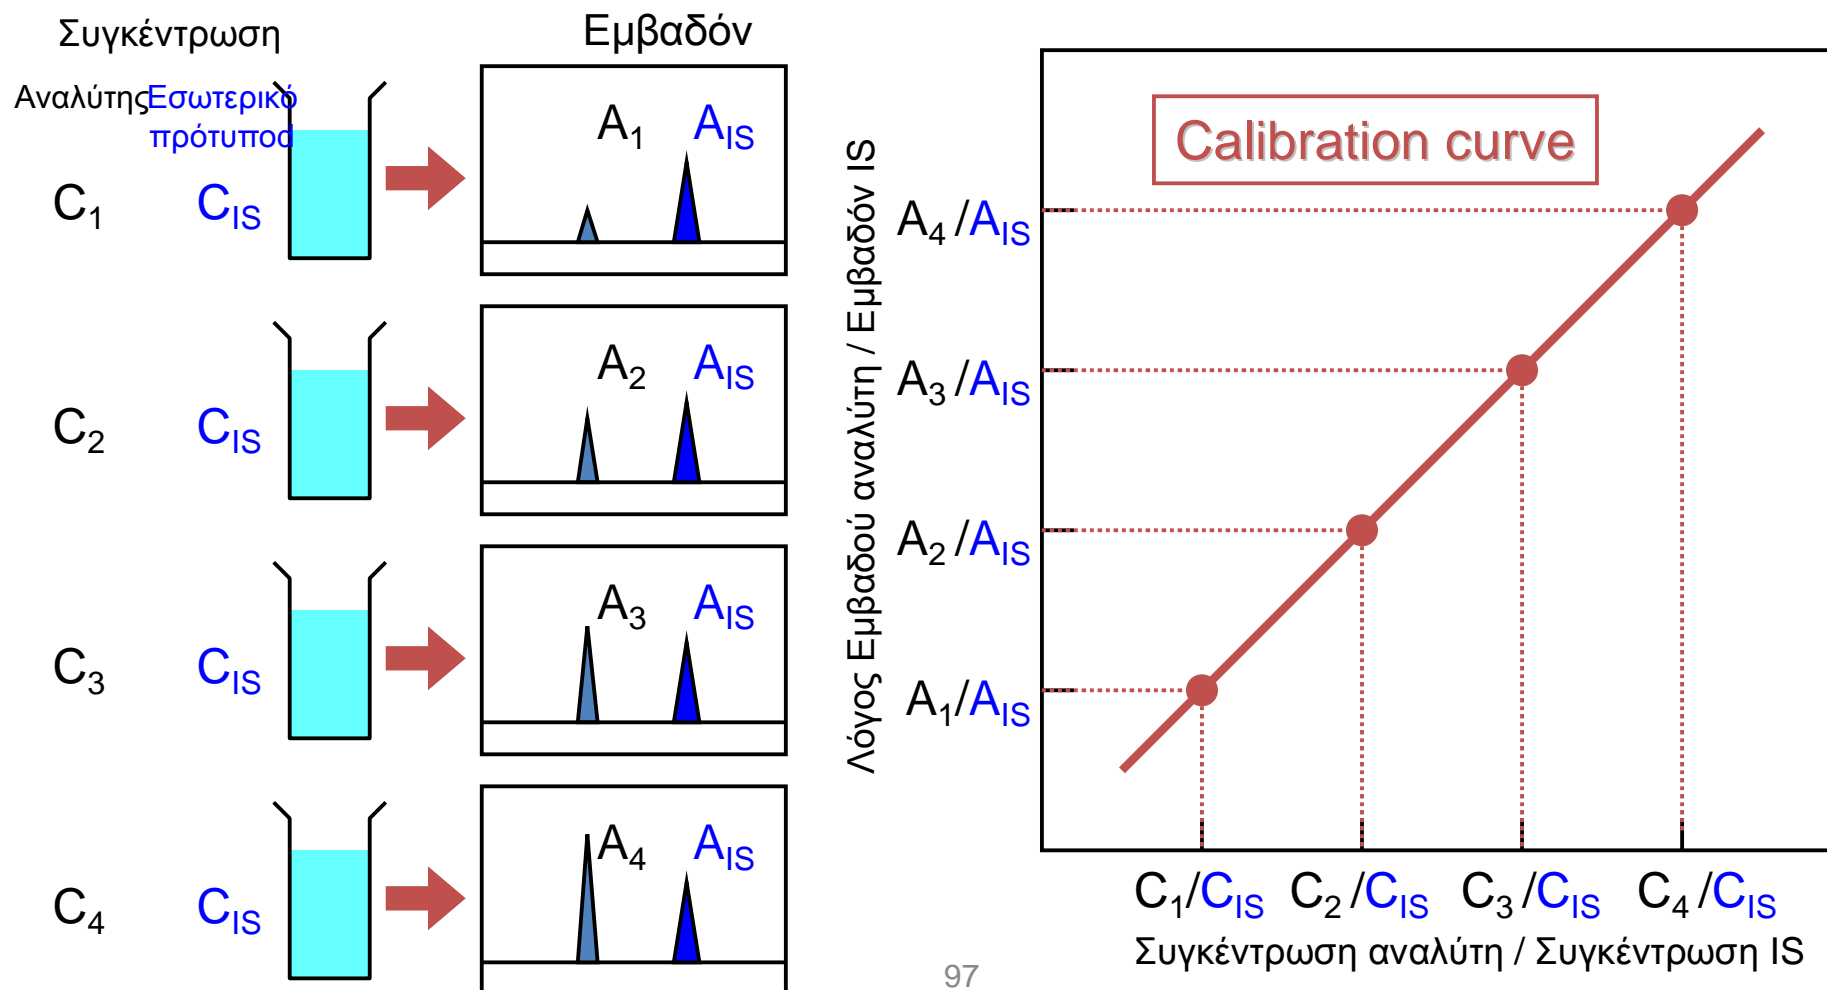 Συγκέντρωση
Εμβαδόν
Αναλύτης
Εσωτερικό
πρότυποd
C1
CIS
A1
AIS
C2
CIS
A2
AIS
C3
CIS
A3
AIS
C4
CIS
A4
AIS
Λόγος Εμβαδού αναλύτη / Εμβαδόν IS
Calibration curve
A4 /AIS
A3 /AIS
A2 /AIS
A1/AIS
C1/CIS C2 /CIS C3 /CIS C4 /CIS
Συγκέντρωση αναλύτη / Συγκέντρωση IS
97